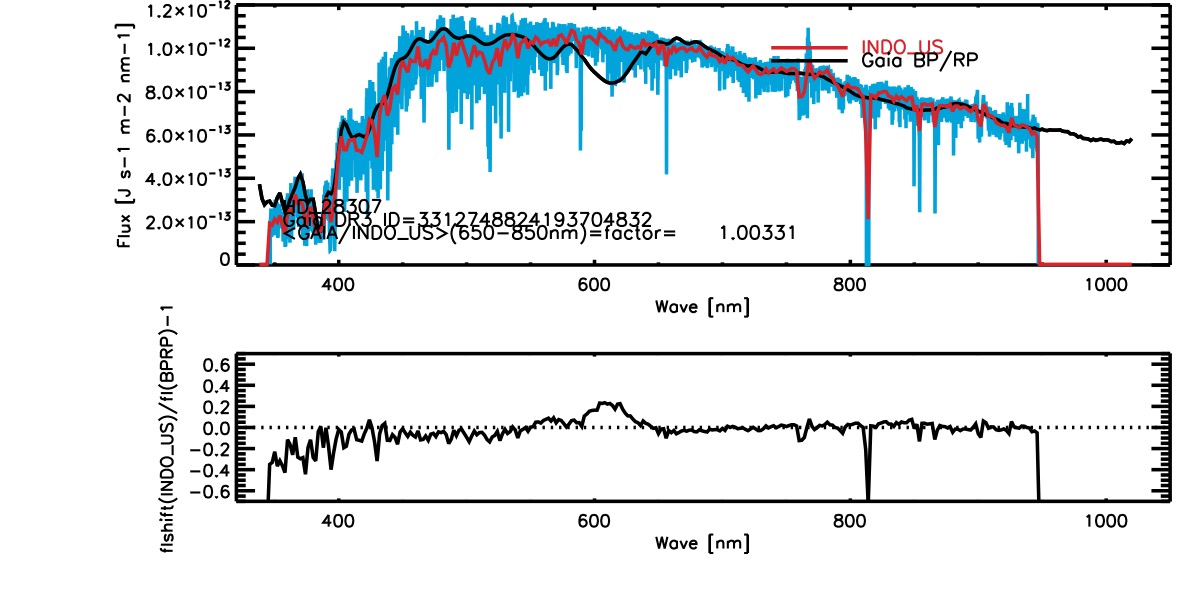 1.2×10−12
1.0×10−12
8.0×10−13
6.0×10−13
4.0×10−13
2.0×10−13
0
Flux [J s−1 m−2 nm−1]
INDO_US
Gaia BP/RP
HD 28307
Gaia DR3 ID=3312748824193704832
<GAIA/INDO_US>(650−850nm)=factor= 1.00331
400 600 800 1000
Wave [nm]
flshift(INDO_US)/fl(BPRP)−1
0.6
0.4
0.2
0.0
−0.2
−0.4
−0.6
400 600 800 1000
Wave [nm]